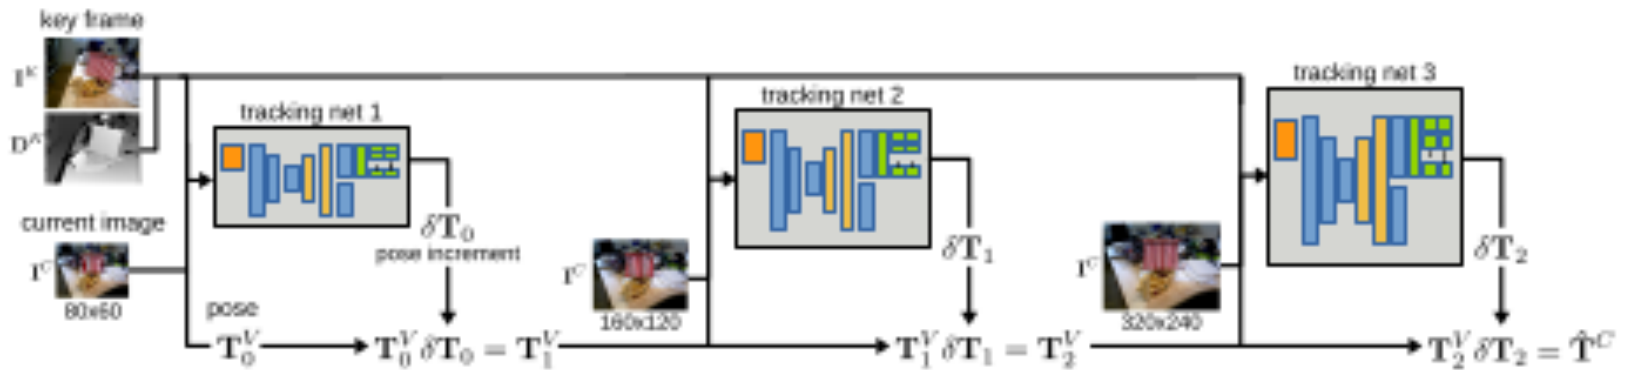 key frame
I^K
D^K
current image
I^C
80x60
tracking net 1
δT_0
pose increment
pose
T_0^V
T_0^V δT_0 = T_1^V
I^C
160x120
tracking net 2
δT_1
T_1^V δT_1 = T_2^V
I^C
320x240
tracking net 3
δT_2
T_2^V δT_2 = T̂^C